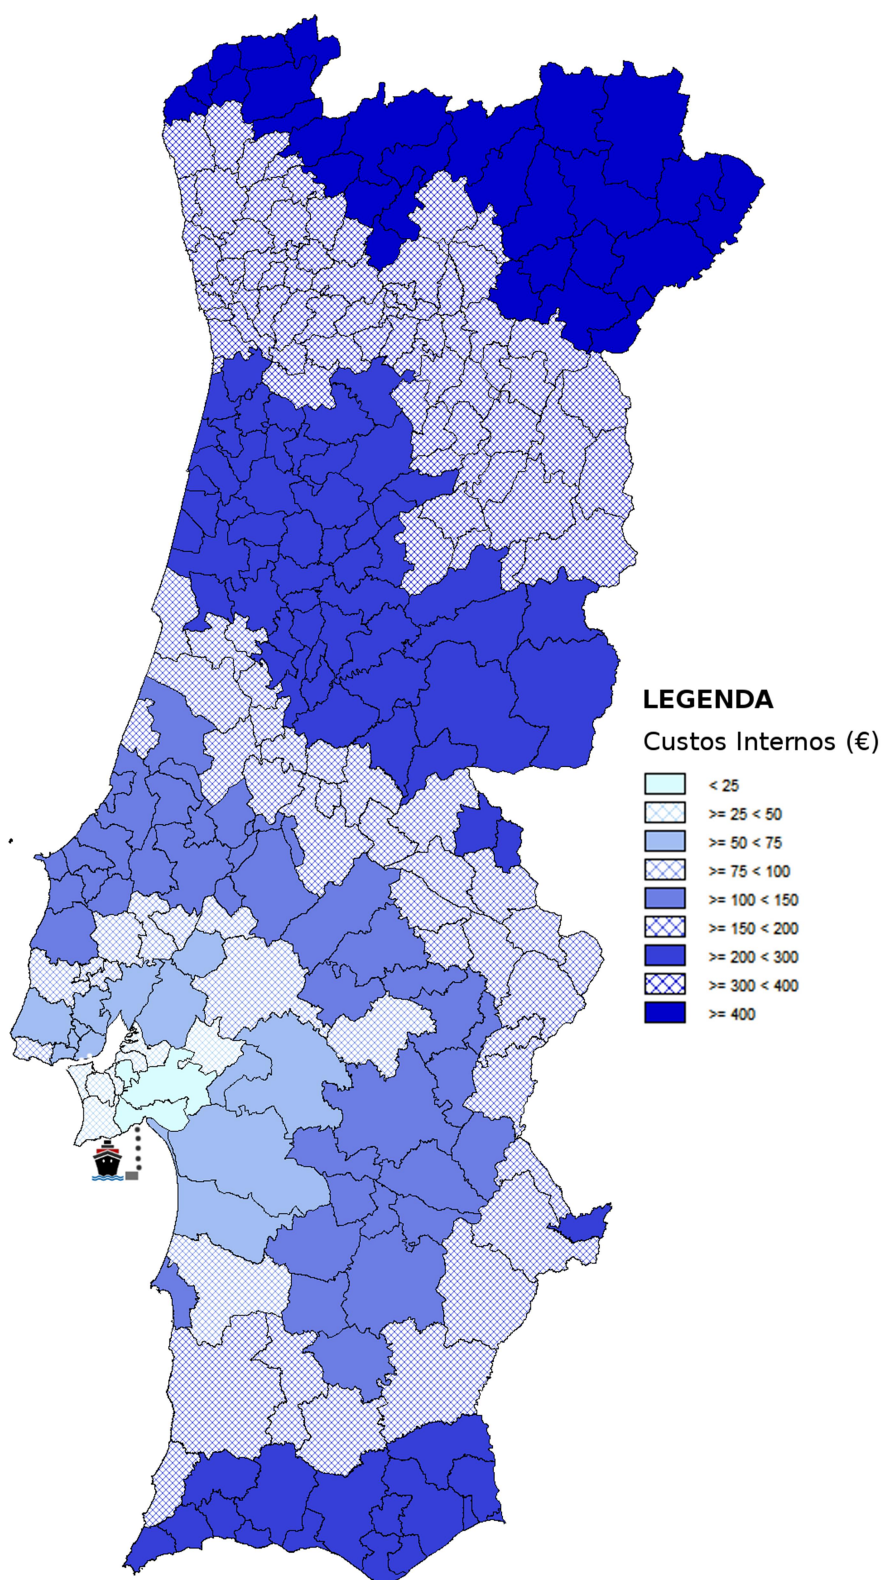 LEGENDA
Custos Internos (€)
< 25
>= 25 < 50
>= 50 < 75
>= 75 < 100
>= 100 < 150
>= 150 < 200
>= 200 < 300
>= 300 < 400
>= 400